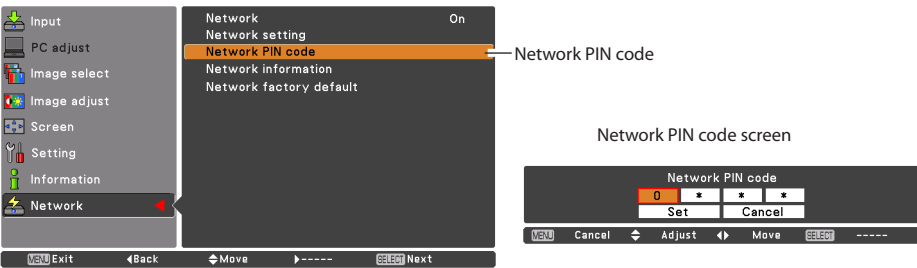 Input
PC adjust
Image select
Image adjust
Screen
Setting
Information
Network
Network On
Network setting
Network PIN code
Network information
Network factory default
MENU Exit Back Move ----- SELECT Next
Network PIN code
Network PIN code screen
Network PIN code
0 * * *
Set Cancel
MENU Cancel Adjust Move SELECT -----